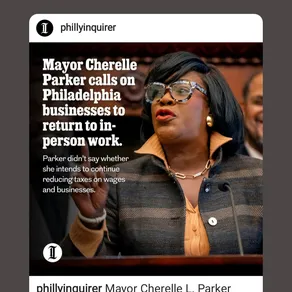 phillyinquirer
Mayor Cherelle
Parker calls on
Philadelphia
businesses to
return to in-
person work.
Parker didn't say whether
she intends to continue
reducing taxes on wages
and businesses.
phillyinquirer Mayor Cherelle L. Parker